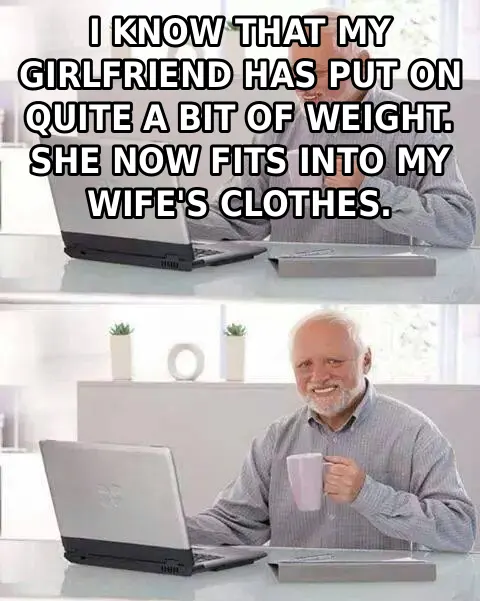 I KNOW THAT MY
GIRLFRIEND HAS PUT ON
QUITE A BIT OF WEIGHT.
SHE NOW FITS INTO MY
WIFE'S CLOTHES.